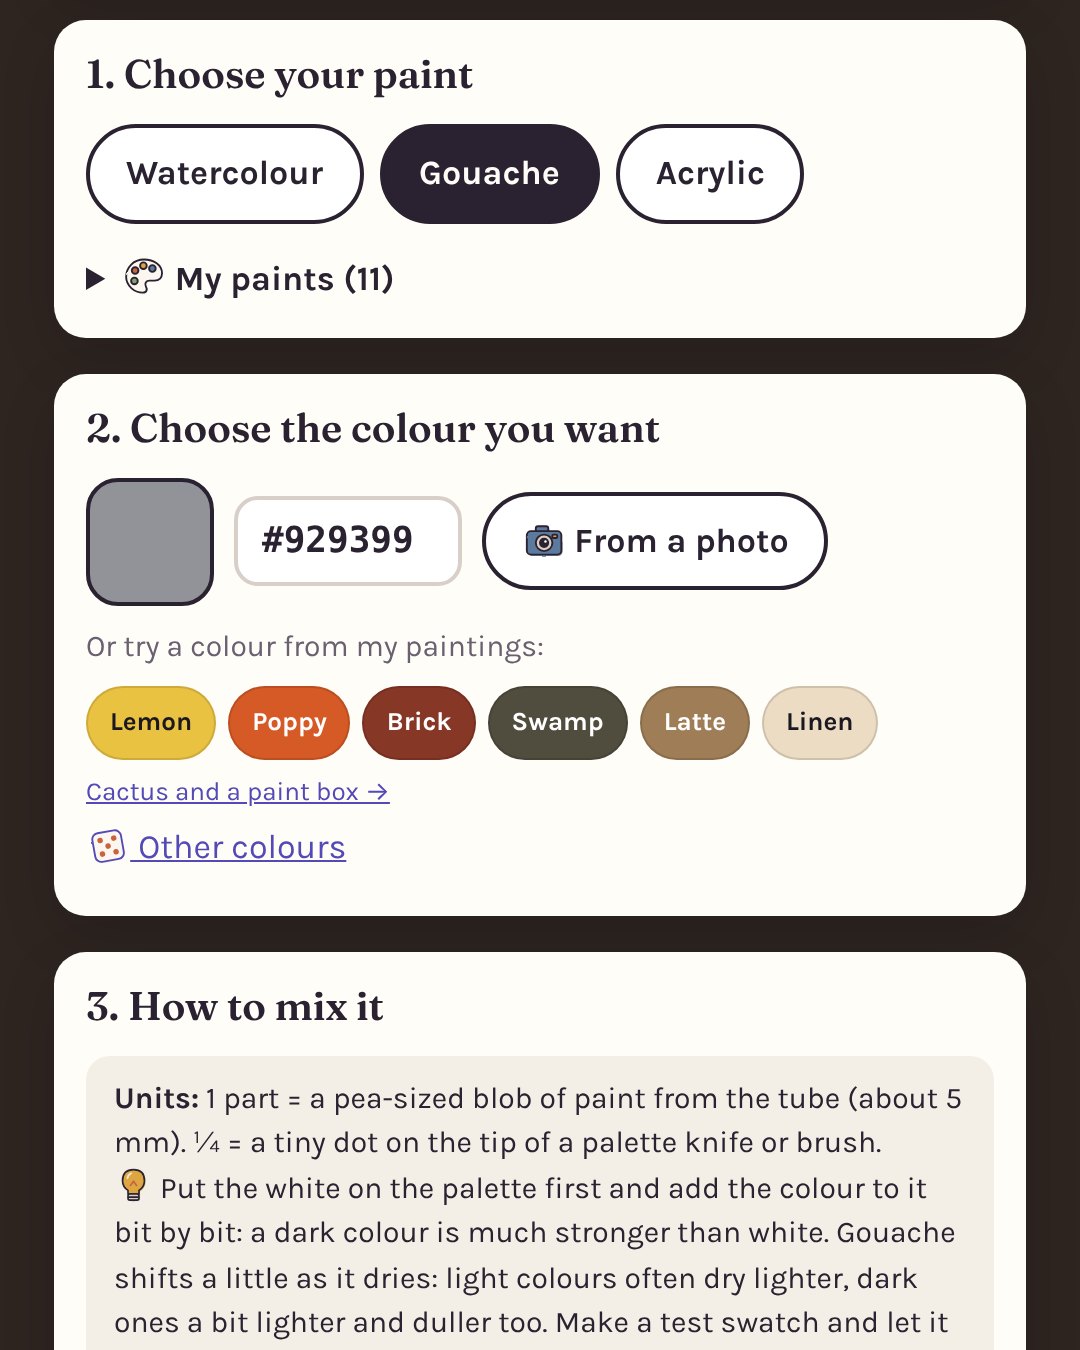 1. Choose your paint
Watercolour
Gouache
Acrylic
My paints (11)
2. Choose the colour you want
#929399
From a photo
Or try a colour from my paintings:
Lemon
Poppy
Brick
Swamp
Latte
Linen
Cactus and a paint box →
Other colours
3. How to mix it
Units: 1 part = a pea-sized blob of paint from the tube (about 5
mm). ¼ = a tiny dot on the tip of a palette knife or brush.
Put the white on the palette first and add the colour to it
bit by bit: a dark colour is much stronger than white. Gouache
shifts a little as it dries: light colours often dry lighter, dark
ones a bit lighter and duller too. Make a test swatch and let it